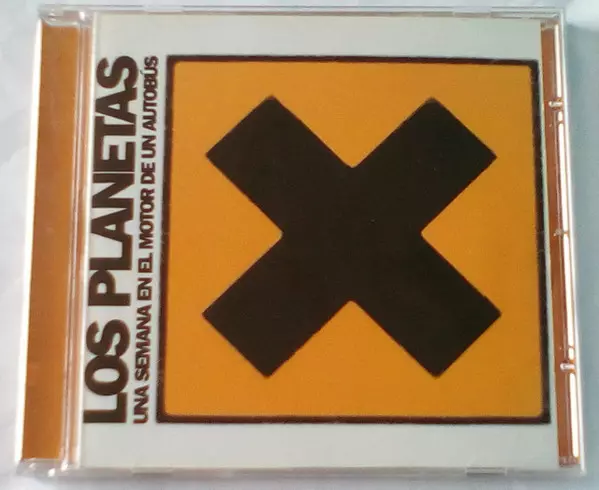 LOS PLANETAS
UNA SEMANA EN EL MOTOR DE UN AUTOBÚS